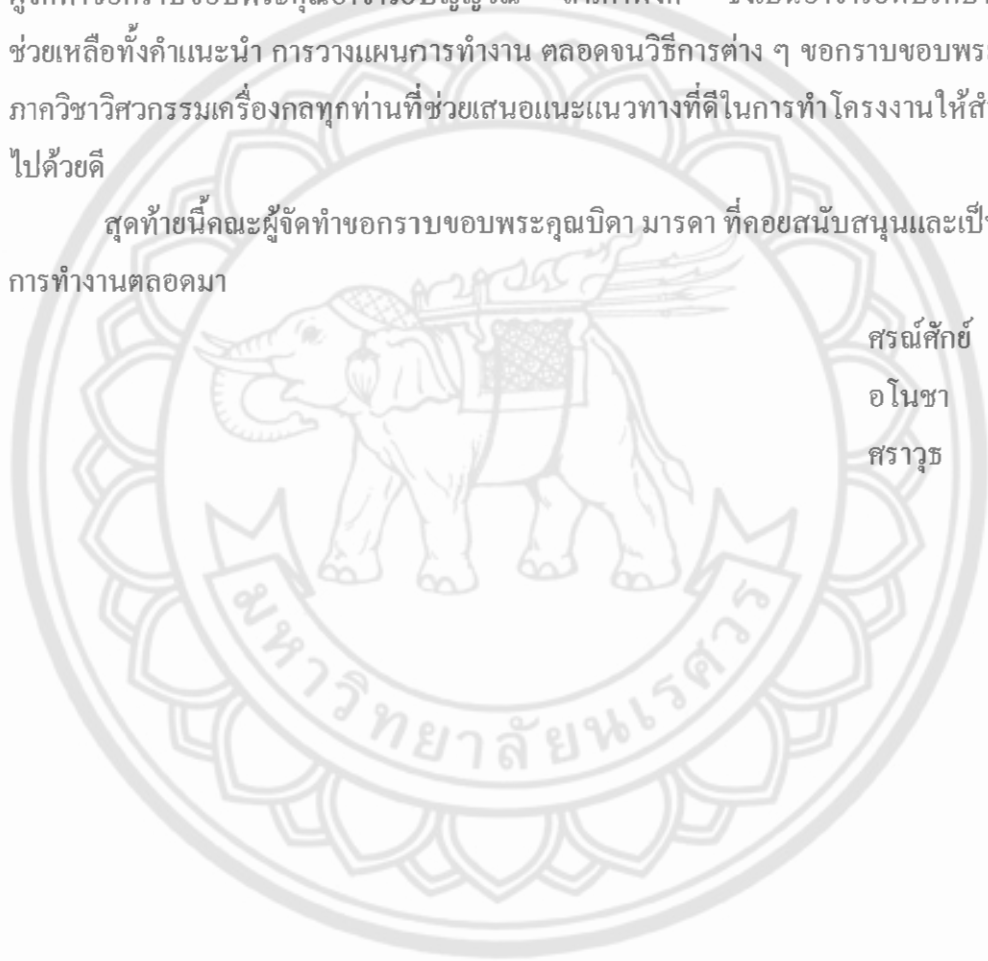 ช่วยเหลือทั้งคำแนะนำ การวางแผนการทำงาน ตลอดจนวิธีการต่าง ๆ ขอกราบขอบพระ
ภาควิชาวิศวกรรมเครื่องกลทุกท่านที่ช่วยเสนอแนะแนวทางที่ดีในการทำโครงงานให้สำ
ไปด้วยดี
สุดท้ายนี้คณะผู้จัดทำขอกราบขอบพระคุณบิดา มารดา ที่คอยสนับสนุนและเป็น
การทำงานตลอดมา
ศรณ์ศักย์
อโนชา
ศราวุธ
มหาวิทยาลัยนเรศวร